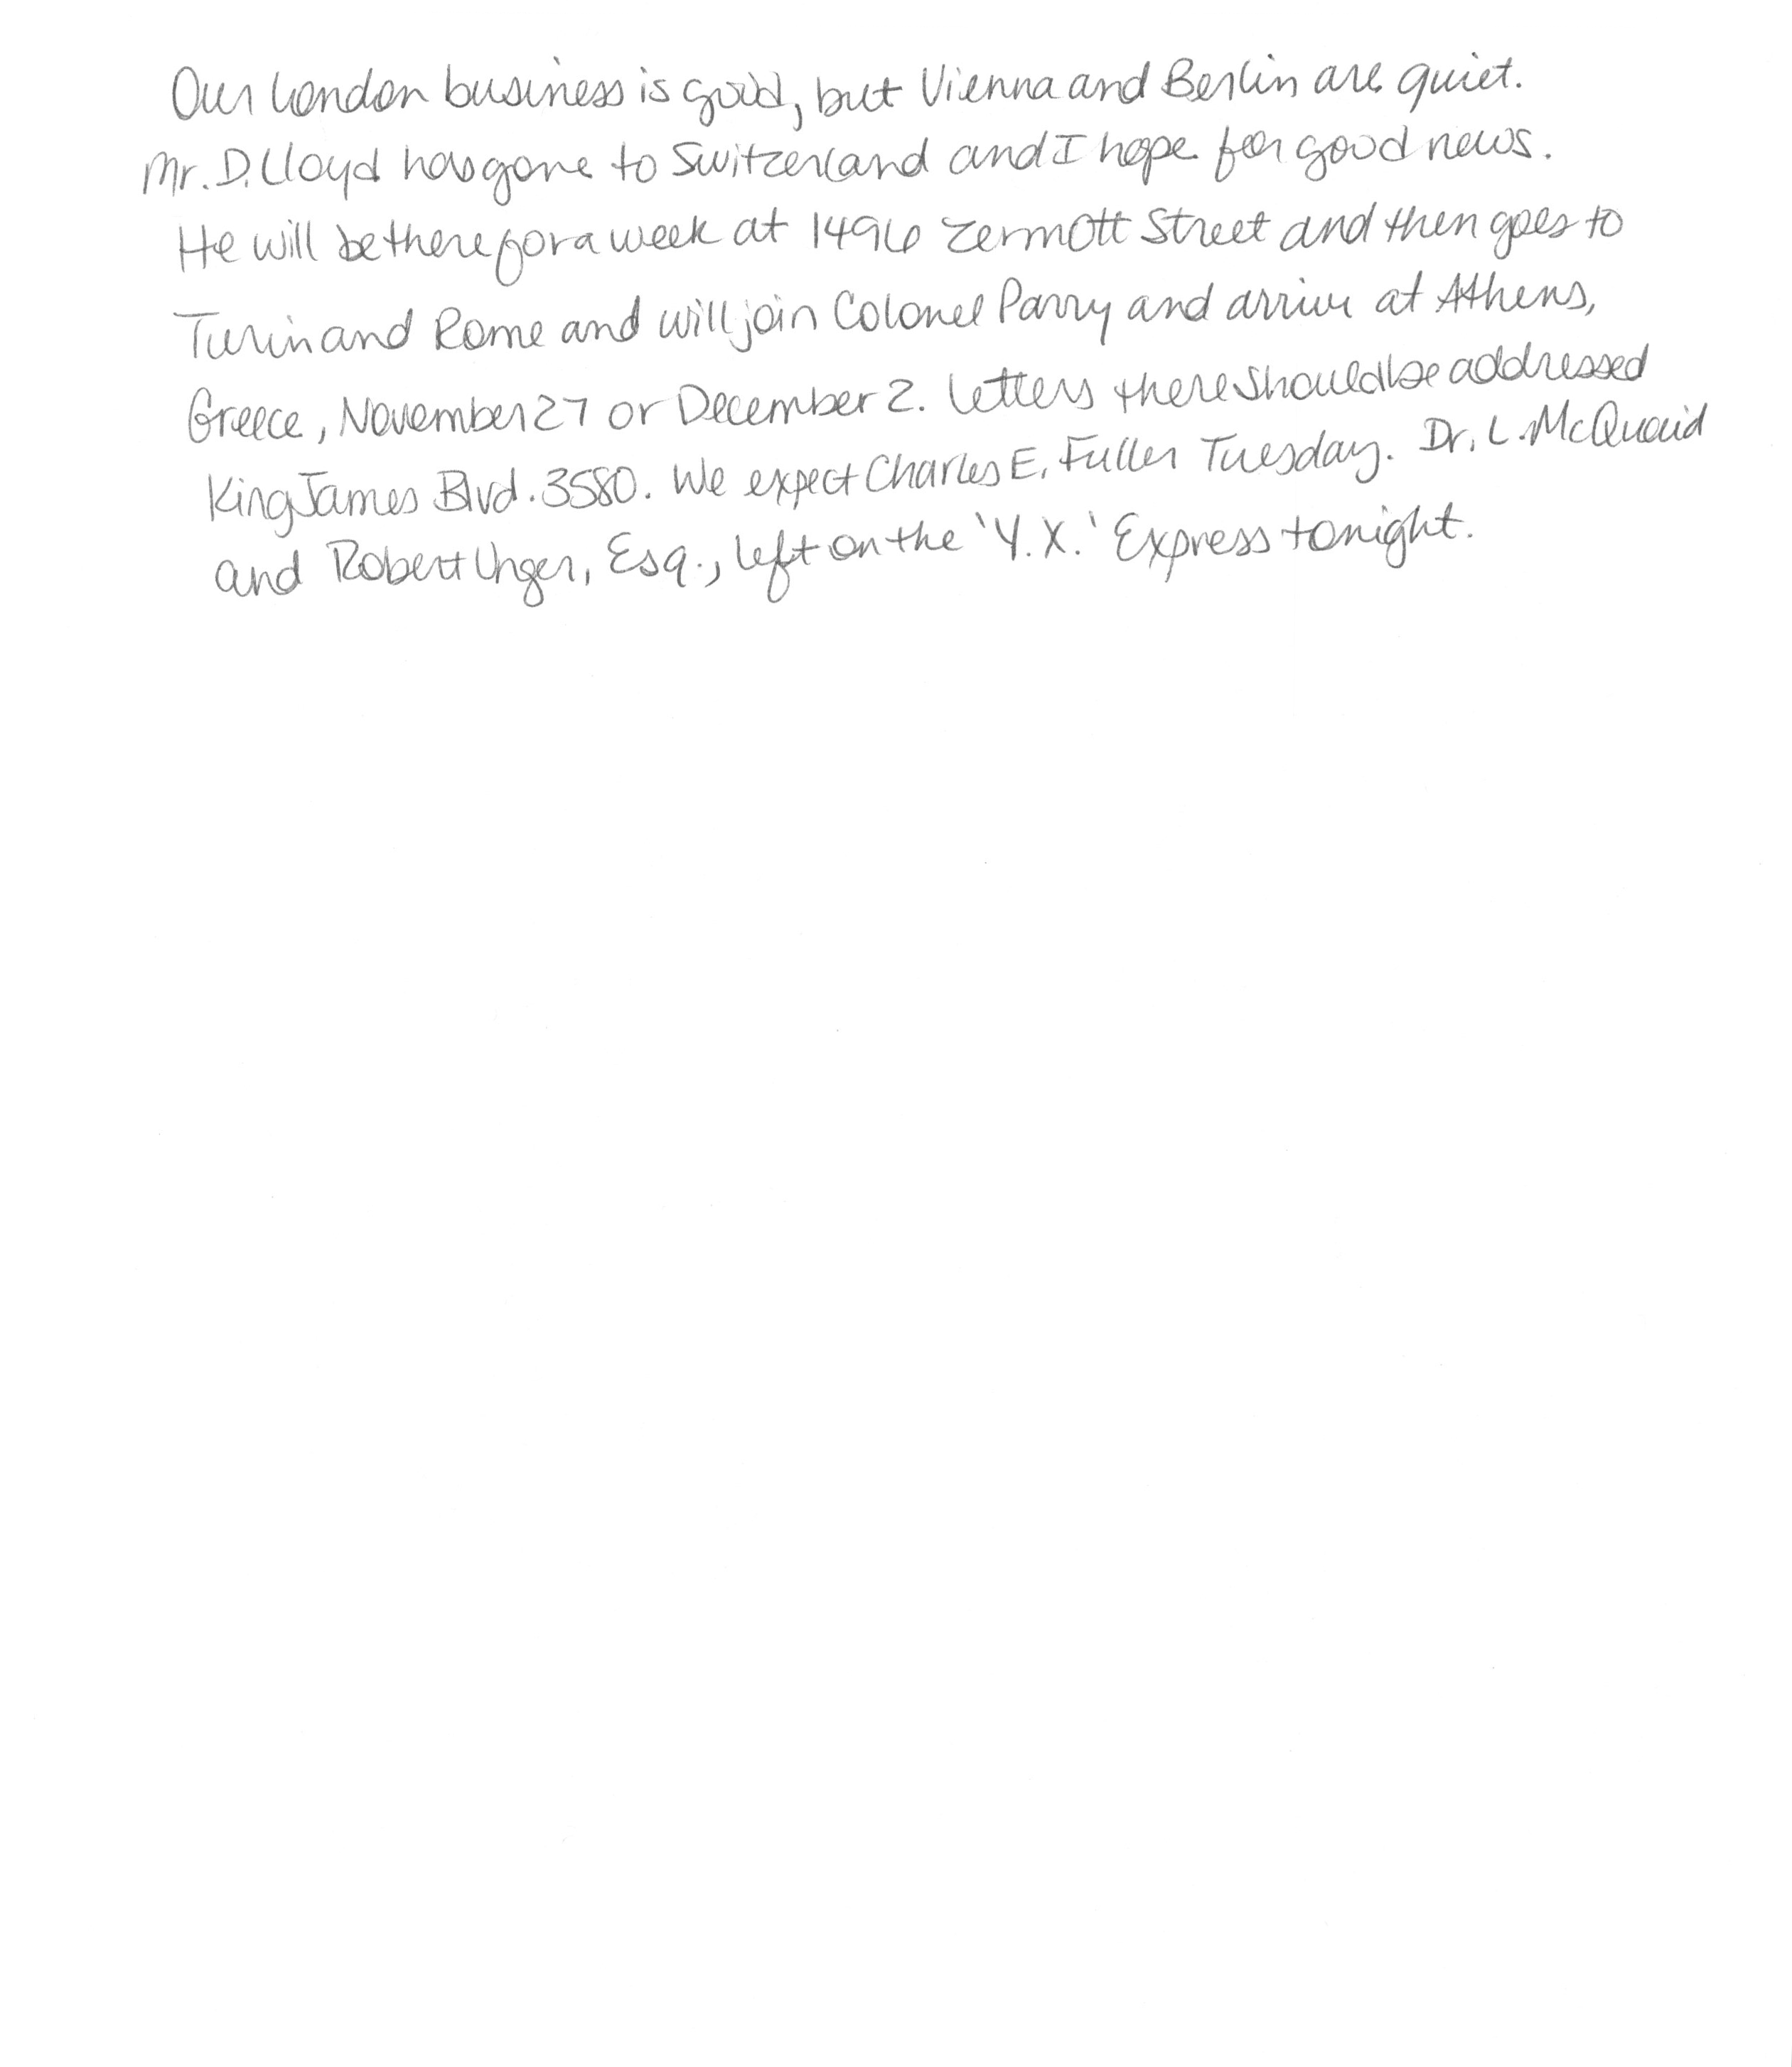 Our London business is good, but Vienna and Berlin are quiet.
Mr. D. Lloyd has gone to Switzerland and I hope for good news.
He will be there for a week at 1496 Zermott Street and then goes to
Turin and Rome and will join Colonel Parry and arrive at Athens,
Greece, November 27 or December 2. Letters there should be addressed
King James Blvd. 3580. We expect Charles E. Fuller Tuesday. Dr. L. McQuaid
and Robert Unger, Esq., left on the 'Y.X.' Express tonight.